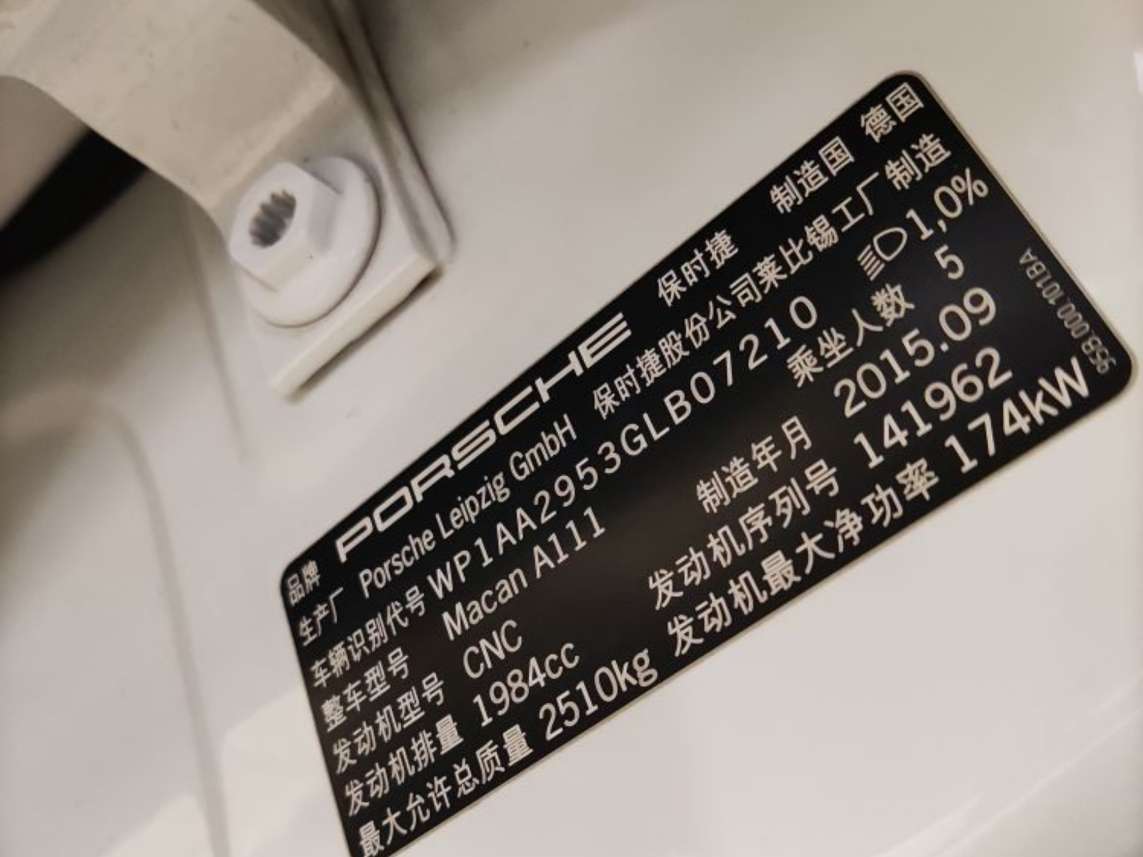 品牌 PORSCHE 保时捷 制造国 德国
生产厂 Porsche Leipzig GmbH 保时捷股份公司莱比锡工厂制造
车辆识别代号 WP1AA2953GLB07210 1,0%
整车型号 Macan A111 乘坐人数 5
发动机型号 CNC 制造年月 2015.09
发动机排量 1984cc 发动机序列号 141962
最大允许总质量 2510kg 发动机最大净功率 174kW
95B 000 101 BA